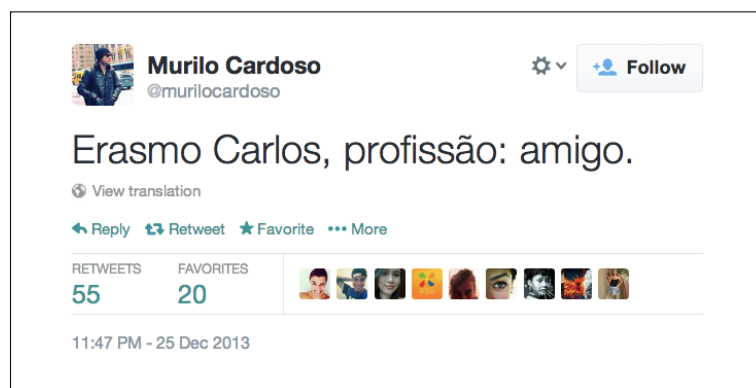 Murilo Cardoso
@murilocardoso
Follow
Erasmo Carlos, profissão: amigo.
View translation
Reply Retweet Favorite More
RETWEETS FAVORITES
55 20
11:47 PM - 25 Dec 2013